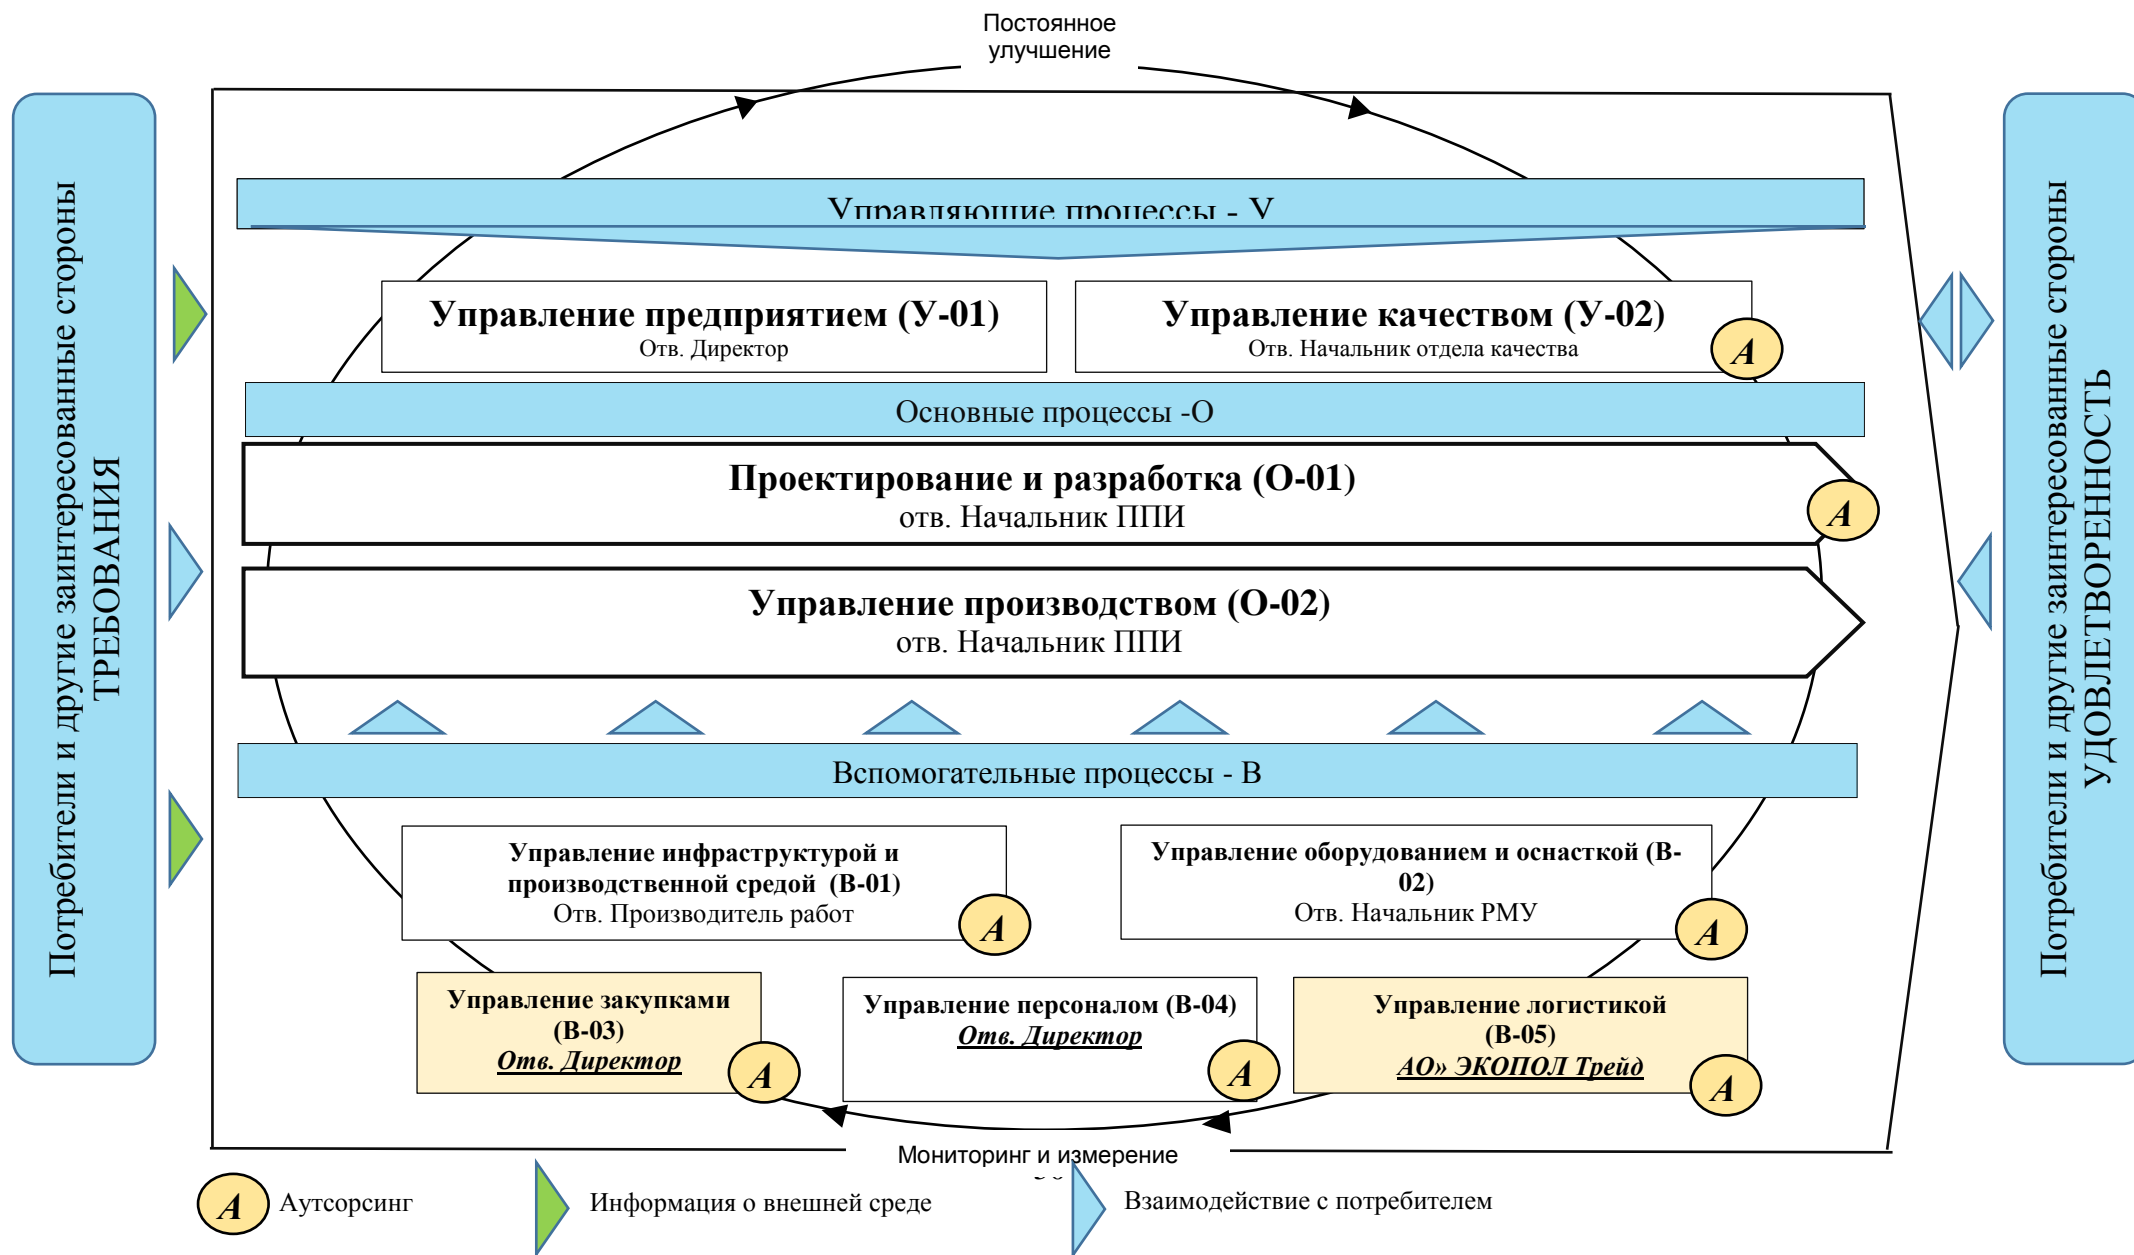 Постоянное
улучшение
Потребители и другие заинтересованные стороны
ТРЕБОВАНИЯ
Управляющие процессы - У
Управление предприятием (У-01)
Отв. Директор
Управление качеством (У-02)
Отв. Начальник отдела качества
А
Основные процессы -О
Проектирование и разработка (О-01)
отв. Начальник ППИ
А
Управление производством (О-02)
отв. Начальник ППИ
Вспомогательные процессы - В
Управление инфраструктурой и
производственной средой (В-01)
Отв. Производитель работ
А
Управление оборудованием и оснасткой (В-
02)
Отв. Начальник РМУ
А
Управление закупками
(В-03)
Отв. Директор
А
Управление персоналом (В-04)
Отв. Директор
А
Управление логистикой
(В-05)
АО» ЭКОПОЛ Трейд
А
Потребители и другие заинтересованные стороны
УДОВЛЕТВОРЕННОСТЬ
Мониторинг и измерение
А Аутсорсинг
Информация о внешней среде
Взаимодействие с потребителем